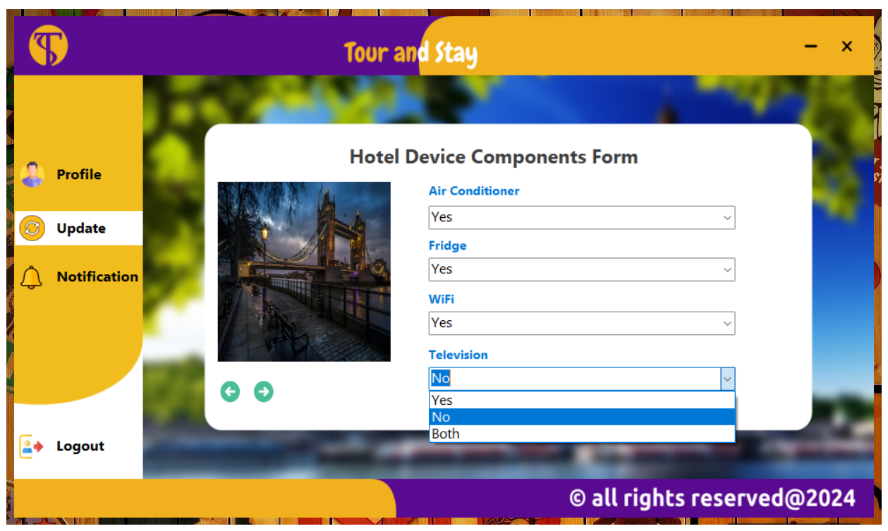 Tour and Stay
Profile
Update
Notification
Logout
Hotel Device Components Form
Air Conditioner
Yes
Fridge
Yes
WiFi
Yes
Television
No
Yes
No
Both
© all rights reserved@2024